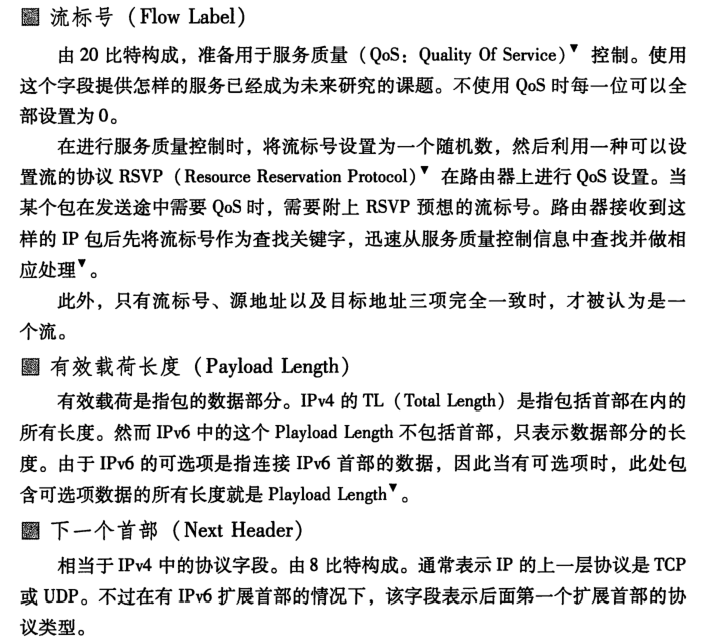 流标号（Flow Label）
由 20 比特构成，准备用于服务质量（QoS：Quality Of Service）▼ 控制。使用
这个字段提供怎样的服务已经成为未来研究的课题。不使用 QoS 时每一位可以全
部设置为 0。
在进行服务质量控制时，将流标号设置为一个随机数，然后利用一种可以设
置流的协议 RSVP（Resource Reservation Protocol）▼ 在路由器上进行 QoS 设置。当
某个包在发送途中需要 QoS 时，需要附上 RSVP 预想的流标号。路由器接收到这
样的 IP 包后先将流标号作为查找关键字，迅速从服务质量控制信息中查找并做相
应处理▼。
此外，只有流标号、源地址以及目标地址三项完全一致时，才被认为是一
个流。
有效载荷长度（Payload Length）
有效载荷是指包的数据部分。IPv4 的 TL（Total Length）是指包括首部在内的
所有长度。然而 IPv6 中的这个 Playload Length 不包括首部，只表示数据部分的长
度。由于 IPv6 的可选项是指连接 IPv6 首部的数据，因此当有可选项时，此处包
含可选项数据的所有长度就是 Playload Length▼。
下一个首部（Next Header）
相当于 IPv4 中的协议字段。由 8 比特构成。通常表示 IP 的上一层协议是 TCP
或 UDP。不过在有 IPv6 扩展首部的情况下，该字段表示后面第一个扩展首部的协
议类型。